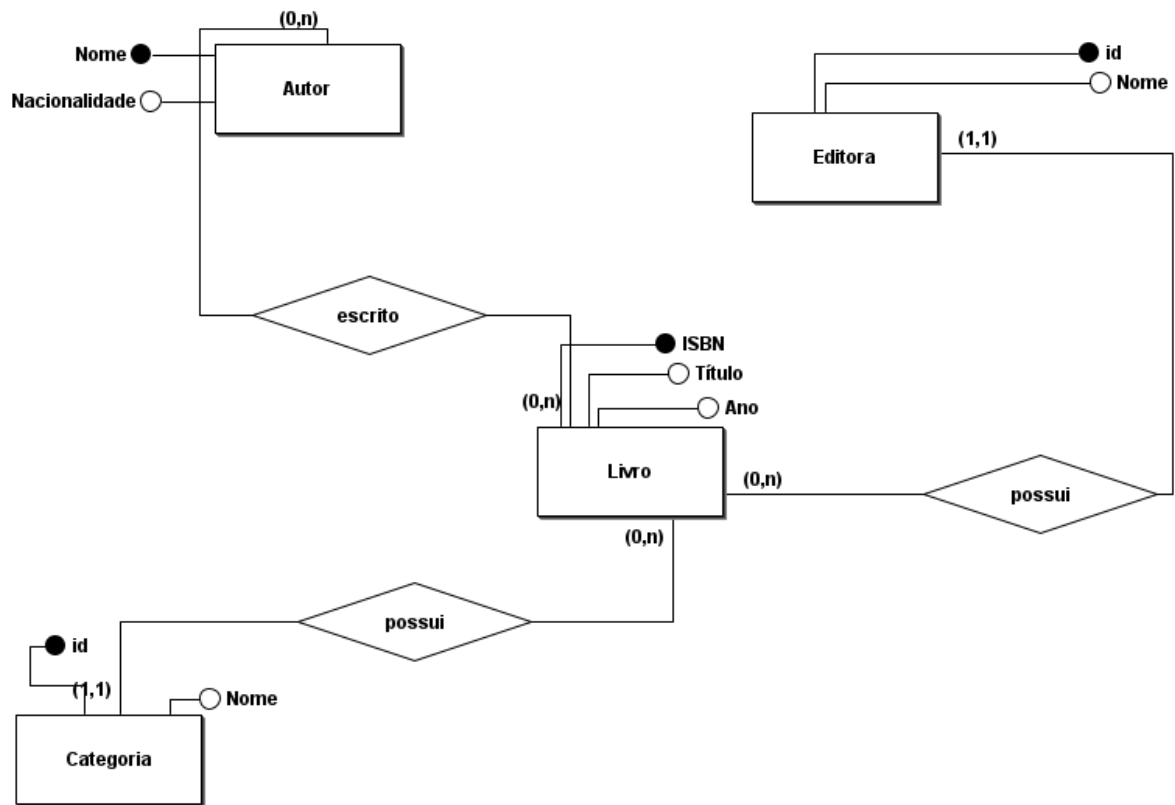 (0,n)
Nome
Autor
Nacionalidade
id
Nome
Editora
(1,1)
escrito
ISBN
Título
Ano
(0,n)
Livro
(0,n)
possui
(0,n)
possui
id
(1,1)
Nome
Categoria